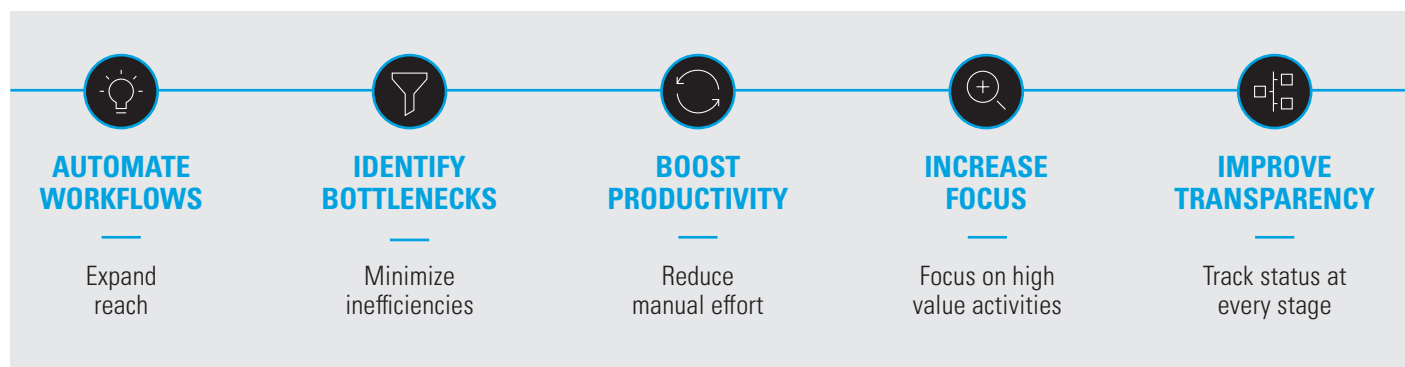 AUTOMATE
WORKFLOWS
Expand
reach
IDENTIFY
BOTTLENECKS
Minimize
inefficiencies
BOOST
PRODUCTIVITY
Reduce
manual effort
INCREASE
FOCUS
Focus on high
value activities
IMPROVE
TRANSPARENCY
Track status at
every stage